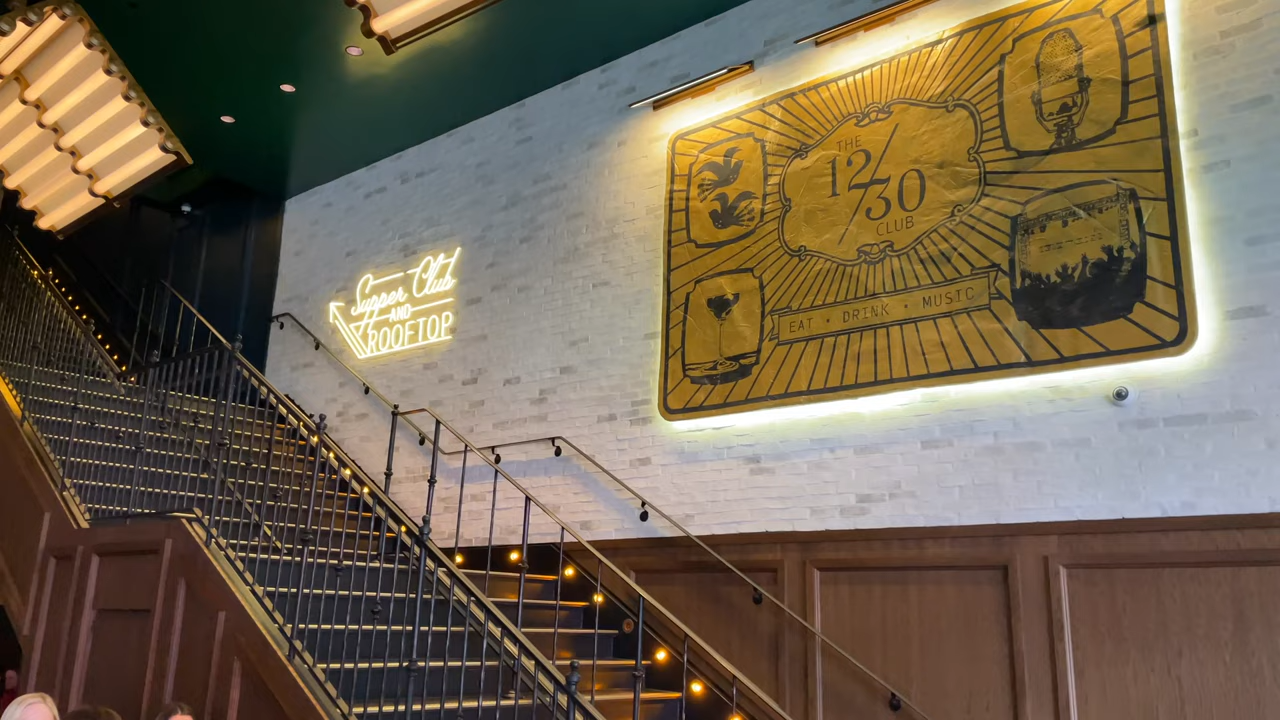 Supper Club
AND
ROOFTOP
THE
12/30
CLUB
EAT • DRINK • MUSIC